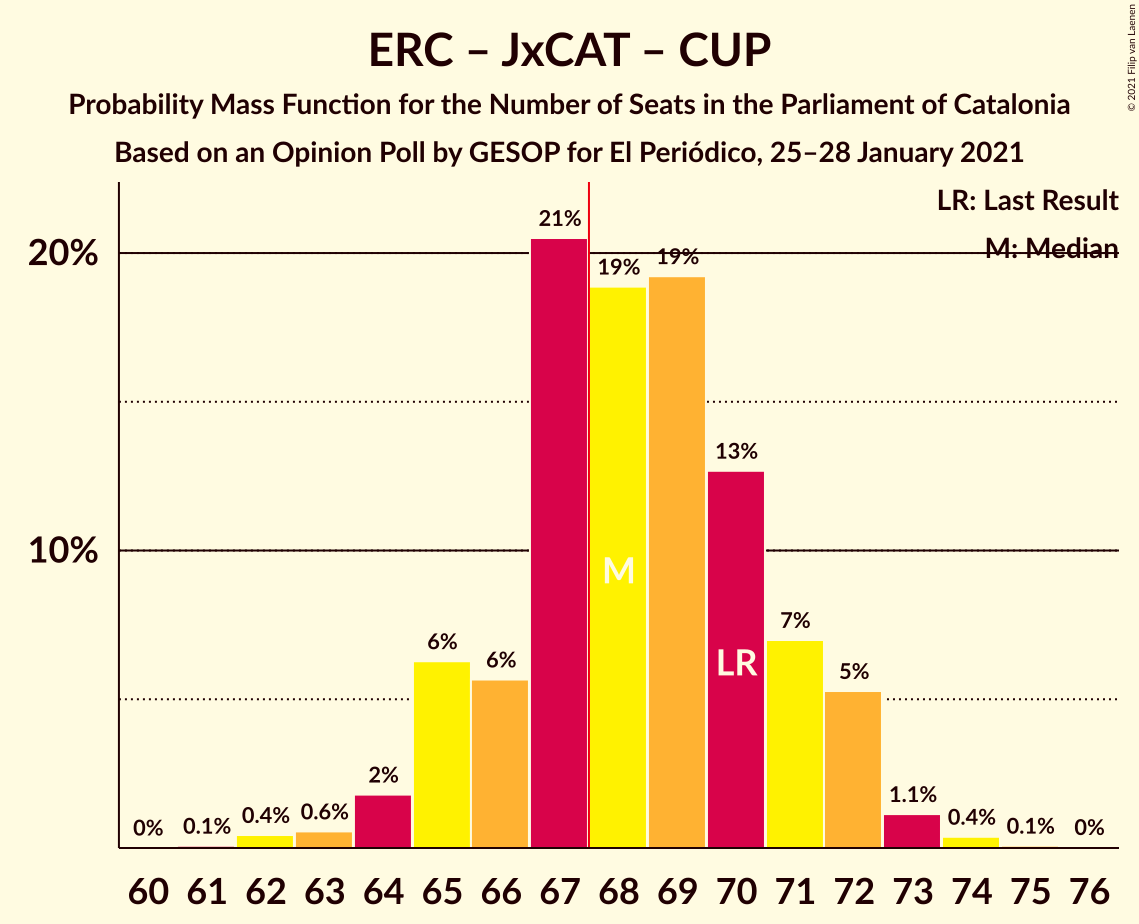 ERC – JxCAT – CUP
Probability Mass Function for the Number of Seats in the Parliament of Catalonia
Based on an Opinion Poll by GESOP for El Periódico, 25–28 January 2021
© 2021 Filip van Laenen
LR: Last Result
M: Median
20%
10%
0%
0.1%
0.4%
0.6%
2%
6%
6%
21%
19%
19%
13%
7%
5%
1.1%
0.4%
0.1%
0%
M
LR
60 61 62 63 64 65 66 67 68 69 70 71 72 73 74 75 76